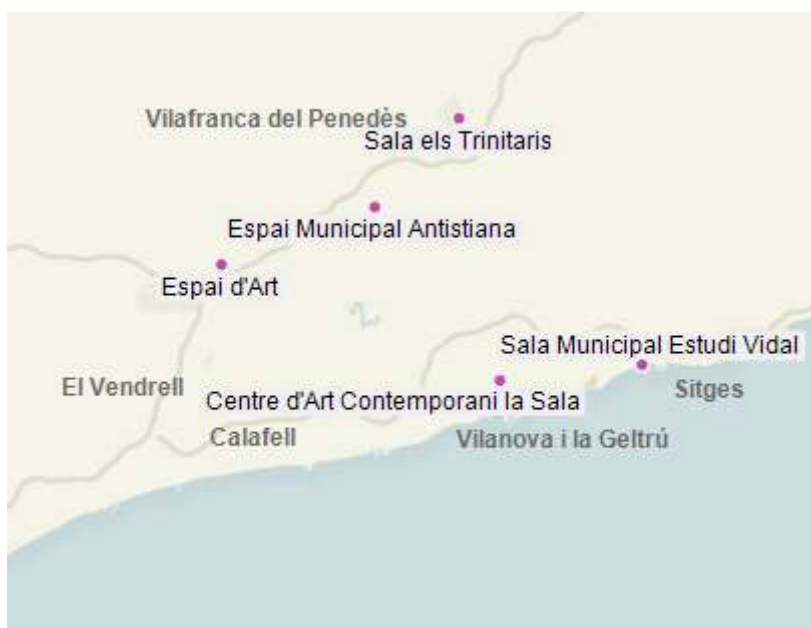 Vilafranca del Penedès
Sala els Trinitaris
Espai Municipal Antistiana
Espai d'Art
Sala Municipal Estudi Vidal
El Vendrell
Sitges
Centre d'Art Contemporani la Sala
Calafell
Vilanova i la Geltrú